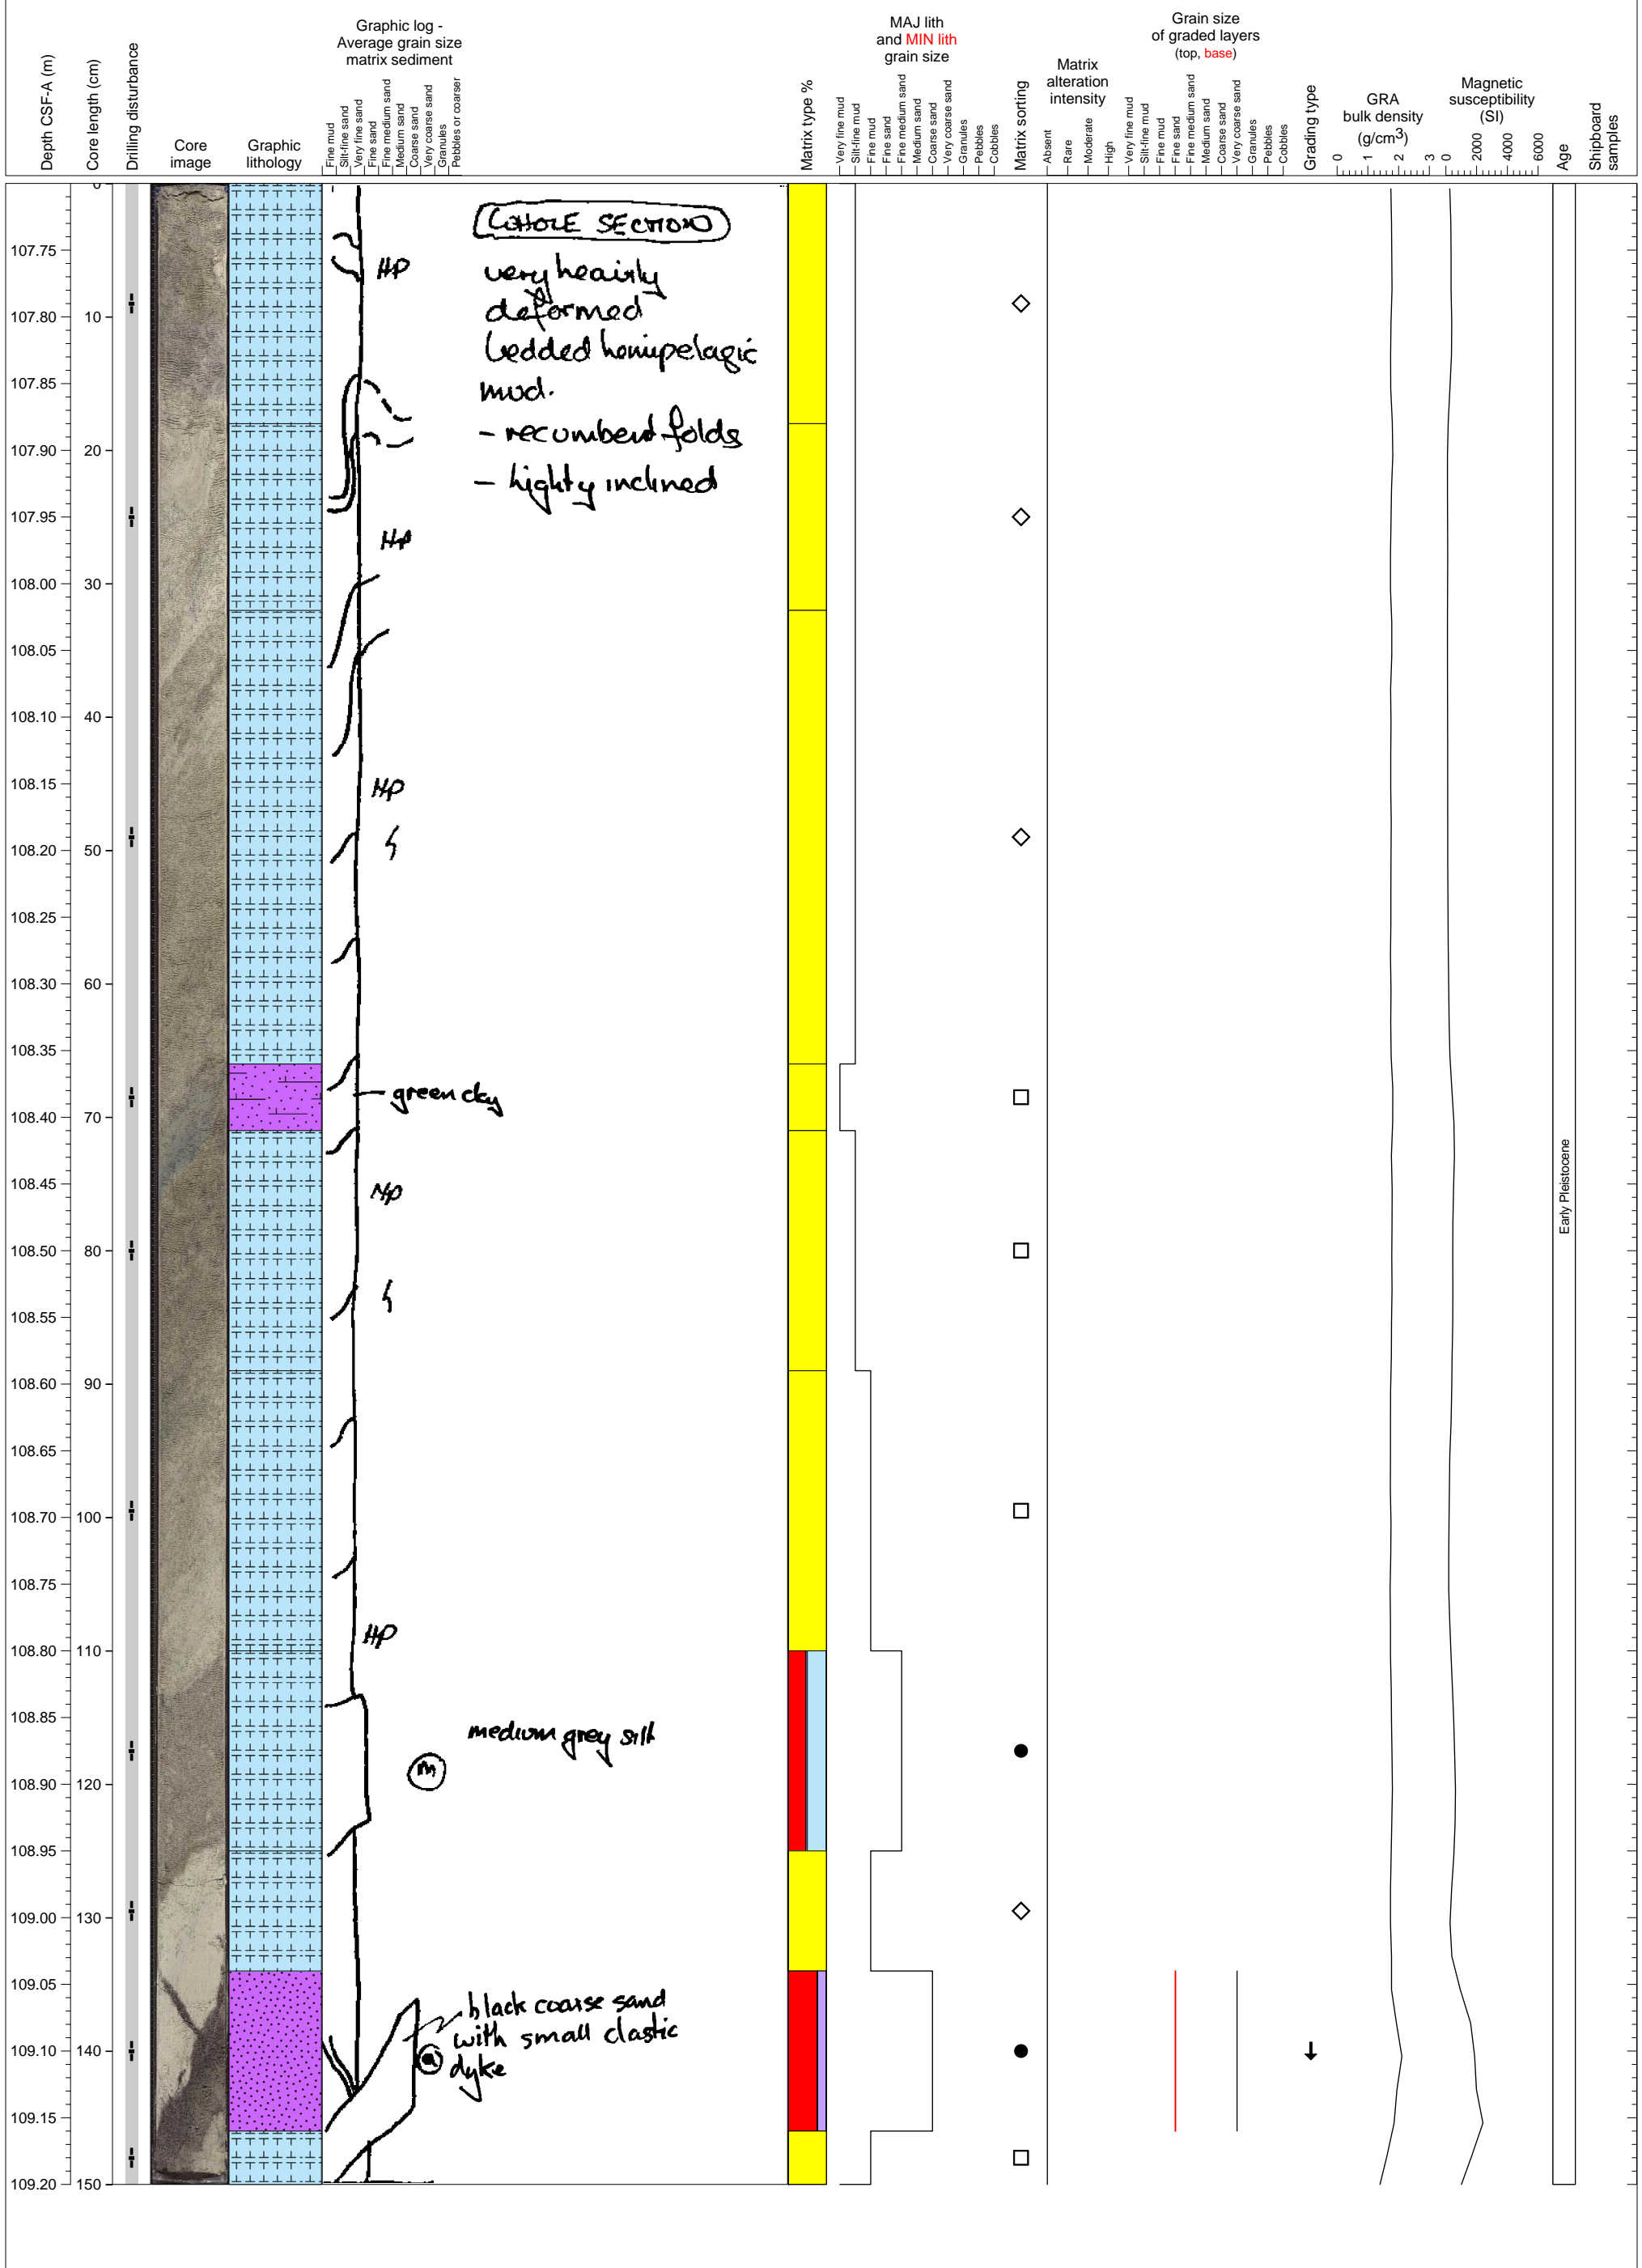 Depth CSF-A (m)
Core length (cm)
Drilling disturbance
Core
image
Graphic
lithology
Graphic log -
Average grain size
matrix sediment
Fine mud
Silt-fine sand
Very fine sand
Fine sand
Fine medium sand
Medium sand
Coarse sand
Very coarse sand
Granules
Pebbles or coarser
Matrix type %
MAJ lith
and MIN lith
grain size
Very fine mud
Silt-fine mud
Fine mud
Fine sand
Fine medium sand
Medium sand
Coarse sand
Very coarse sand
Granules
Pebbles
Cobbles
Matrix sorting
Matrix
alteration
intensity
Absent
Rare
Moderate
High
Grain size
of graded layers
(top, base)
Very fine mud
Silt-fine mud
Fine mud
Fine sand
Fine medium sand
Medium sand
Coarse sand
Very coarse sand
Granules
Pebbles
Cobbles
Grading type
GRA
bulk density
(g/cm3)
0 1 2 3
Magnetic
susceptibility
(SI)
0 2000 4000 6000
Age
Shipboard
samples
0
107.75
107.80 10
107.85
107.90 20
107.95
108.00 30
108.05
108.10 40
108.15
108.20 50
108.25
108.30 60
108.35
108.40 70
108.45
108.50 80
108.55
108.60 90
108.65
108.70 100
108.75
108.80 110
108.85
108.90 120
108.95
109.00 130
109.05
109.10 140
109.15
109.20 150
WHOLE SECTION
HP
very heavily
deformed
bedded hemipelagic
mud.
- recumbent folds
- highly inclined
HP
HP
green clay
HP
HP
medium grey silt
m
black coarse sand
with small clastic
dyke
Early Pleistocene